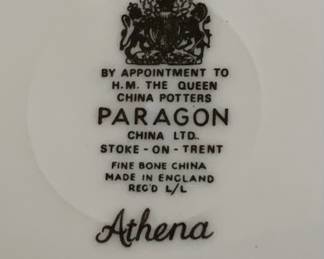 BY APPOINTMENT TO
H.M. THE QUEEN
CHINA POTTERS
PARAGON
CHINA LTD.
STOKE-ON-TRENT
FINE BONE CHINA
MADE IN ENGLAND
REG'D L/L
Athena